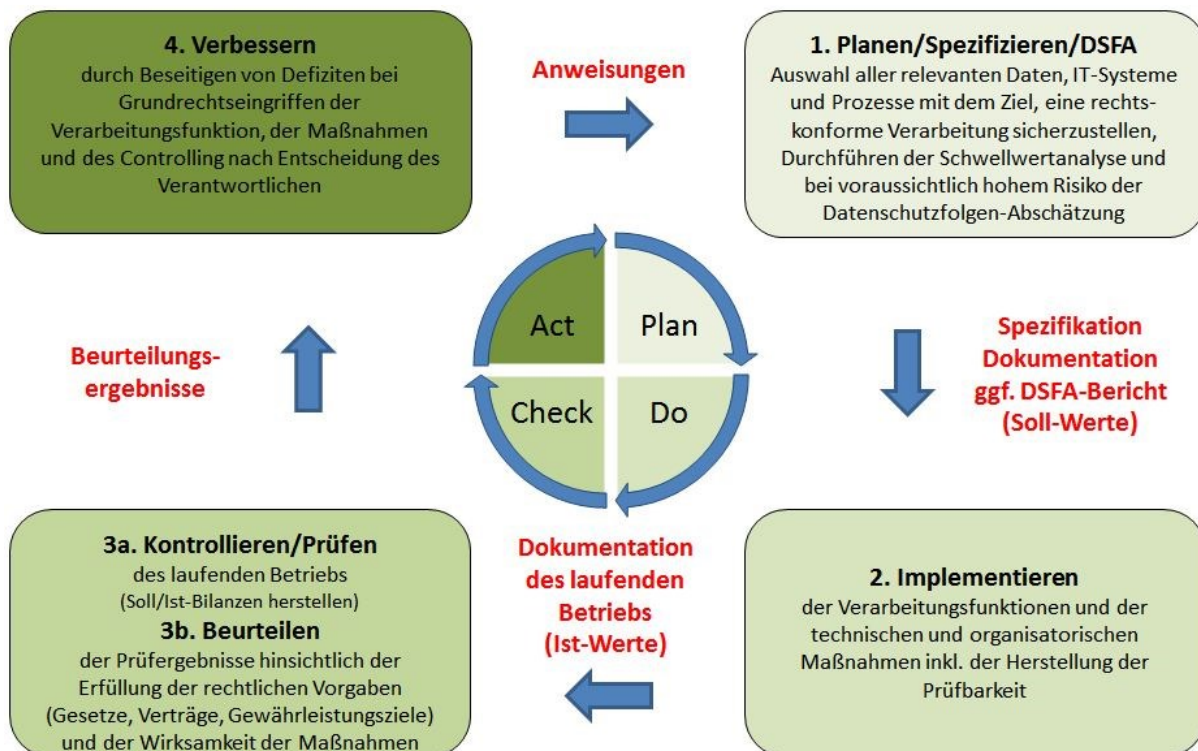 4. Verbessern
durch Beseitigen von Defiziten bei
Grundrechtseingriffen der
Verarbeitungsfunktion, der Maßnahmen
und des Controlling nach Entscheidung des
Verantwortlichen
Anweisungen
1. Planen/Spezifizieren/DSFA
Auswahl aller relevanten Daten, IT-Systeme
und Prozesse mit dem Ziel, eine rechts-
konforme Verarbeitung sicherzustellen,
Durchführen der Schwellwertanalyse und
bei voraussichtlich hohem Risiko der
Datenschutzfolgen-Abschätzung
Act
Plan
Check
Do
Beurteilungs-
ergebnisse
Spezifikation
Dokumentation
ggf. DSFA-Bericht
(Soll-Werte)
3a. Kontrollieren/Prüfen
des laufenden Betriebs
(Soll/Ist-Bilanzen herstellen)
3b. Beurteilen
der Prüfergebnisse hinsichtlich der
Erfüllung der rechtlichen Vorgaben
(Gesetze, Verträge, Gewährleistungsziele)
und der Wirksamkeit der Maßnahmen
Dokumentation
des laufenden
Betriebs
(Ist-Werte)
2. Implementieren
der Verarbeitungsfunktionen und der
technischen und organisatorischen
Maßnahmen inkl. der Herstellung der
Prüfbarkeit